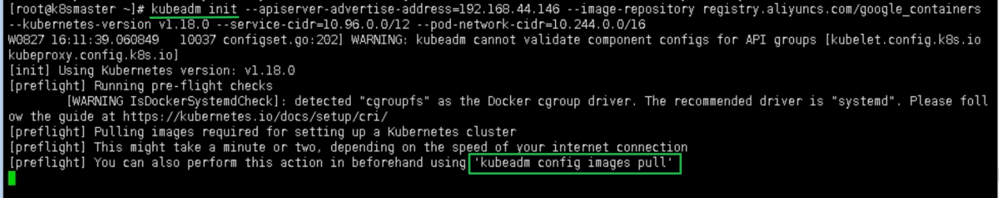 [root@k8smaster ~]# kubeadm init --apiserver-advertise-address=192.168.44.146 --image-repository registry.aliyuncs.com/google_containers
--kubernetes-version v1.18.0 --service-cidr=10.96.0.0/12 --pod-network-cidr=10.244.0.0/16
W0827 16:11:39.060849   10037 configset.go:202] WARNING: kubeadm cannot validate component configs for API groups [kubelet.config.k8s.io
kubeproxy.config.k8s.io]
[init] Using Kubernetes version: v1.18.0
[preflight] Running pre-flight checks
        [WARNING IsDockerSystemdCheck]: detected "cgroupfs" as the Docker cgroup driver. The recommended driver is "systemd". Please foll
ow the guide at https://kubernetes.io/docs/setup/cri/
[preflight] Pulling images required for setting up a Kubernetes cluster
[preflight] This might take a minute or two, depending on the speed of your internet connection
[preflight] You can also perform this action in beforehand using 'kubeadm config images pull'